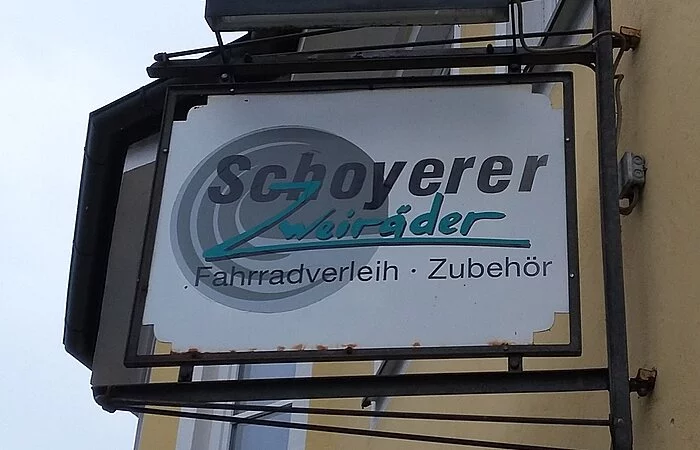 Schoyerer
Zweiräder
Fahrradverleih · Zubehör